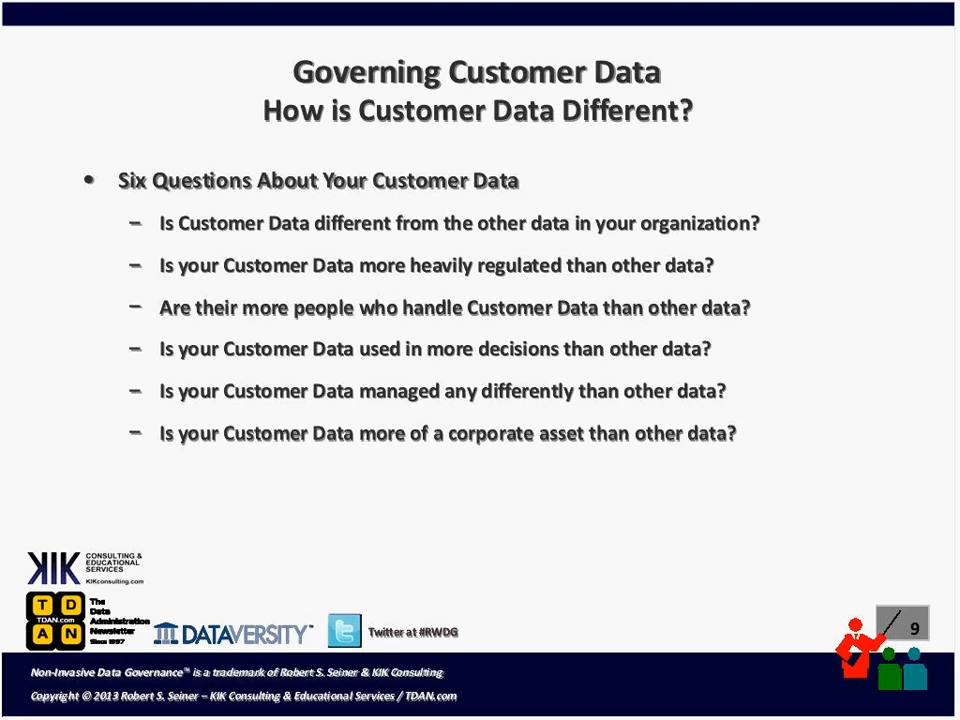 Governing Customer Data
How is Customer Data Different?
• Six Questions About Your Customer Data
– Is Customer Data different from the other data in your organization?
– Is your Customer Data more heavily regulated than other data?
– Are their more people who handle Customer Data than other data?
– Is your Customer Data used in more decisions than other data?
– Is your Customer Data managed any differently than other data?
– Is your Customer Data more of a corporate asset than other data?
KIK
CONSULTING &
EDUCATIONAL
SERVICES
KIKconsulting.com
T D
TDAN.com
A N
The
Data
Administration
Newsletter
Since 1997
DATAVERSITY™
Twitter at #RWDG
9
Non-Invasive Data Governance™ is a trademark of Robert S. Seiner & KIK Consulting
Copyright © 2013 Robert S. Seiner – KIK Consulting & Educational Services / TDAN.com